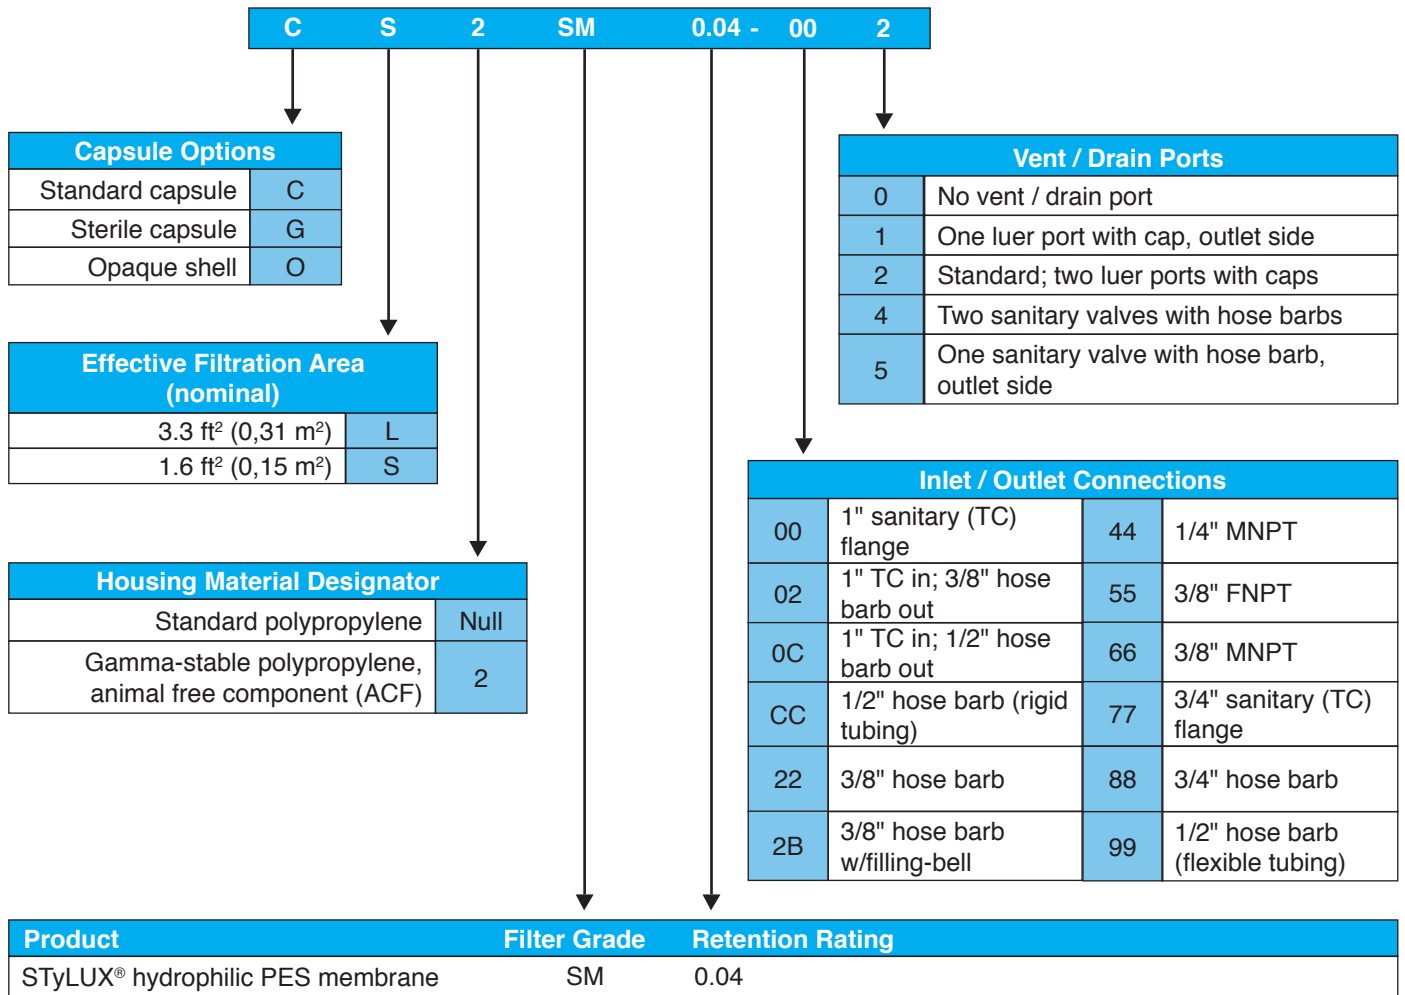 C S 2 SM 0.04 - 00 2
Capsule Options
Standard capsule C
Sterile capsule G
Opaque shell O
Effective Filtration Area
(nominal)
3.3 ft² (0,31 m²) L
1.6 ft² (0,15 m²) S
Housing Material Designator
Standard polypropylene Null
Gamma-stable polypropylene,
animal free component (ACF) 2
Vent / Drain Ports
0 No vent / drain port
1 One luer port with cap, outlet side
2 Standard; two luer ports with caps
4 Two sanitary valves with hose barbs
5 One sanitary valve with hose barb,
outlet side
Inlet / Outlet Connections
00 1" sanitary (TC)
flange
44 1/4" MNPT
02 1" TC in; 3/8" hose
barb out
55 3/8" FNPT
0C 1" TC in; 1/2" hose
barb out
66 3/8" MNPT
CC 1/2" hose barb (rigid
tubing)
77 3/4" sanitary (TC)
flange
22 3/8" hose barb
88 3/4" hose barb
2B 3/8" hose barb
w/filling-bell
99 1/2" hose barb
(flexible tubing)
Product Filter Grade Retention Rating
STyLUX® hydrophilic PES membrane SM 0.04